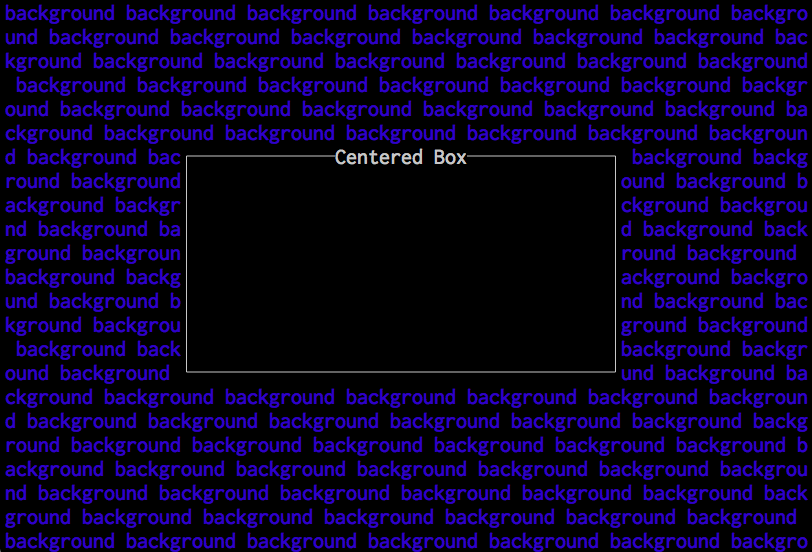 background background background background background background backgro
und background background background background background background bac
kground background background background background background background
background background background background background background backgr
ound background background background background background background ba
ckground background background background background background backgroun
d background bac Centered Box background backg
round background ound background b
ackground backgr ckground backgrou
nd background ba d background back
ground backgroun round background
background backg ackground backgro
und background b nd background bac
kground backgrou ground background
background back background backgr
ound background und background ba
ckground background background background background background backgroun
d background background background background background background backg
round background background background background background background b
ackground background background background background background backgrou
nd background background background background background background back
ground background background background background background background
background background background background background background backgro